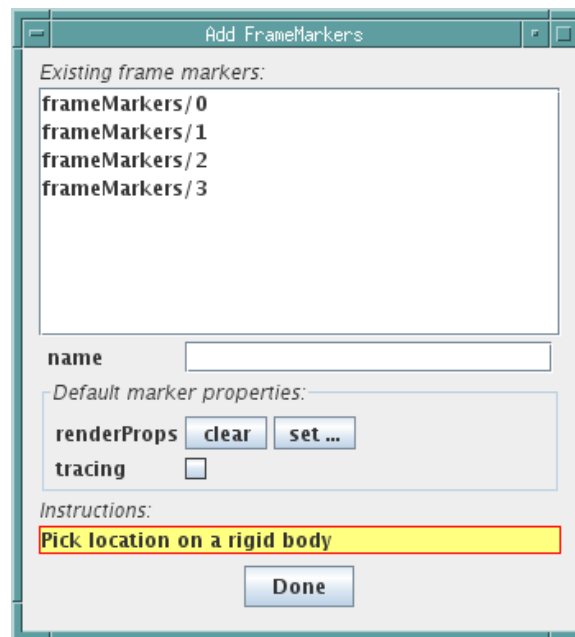 Add FrameMarkers
Existing frame markers:
frameMarkers/0
frameMarkers/1
frameMarkers/2
frameMarkers/3
name
Default marker properties:
renderProps clear set ...
tracing
Instructions:
Pick location on a rigid body
Done